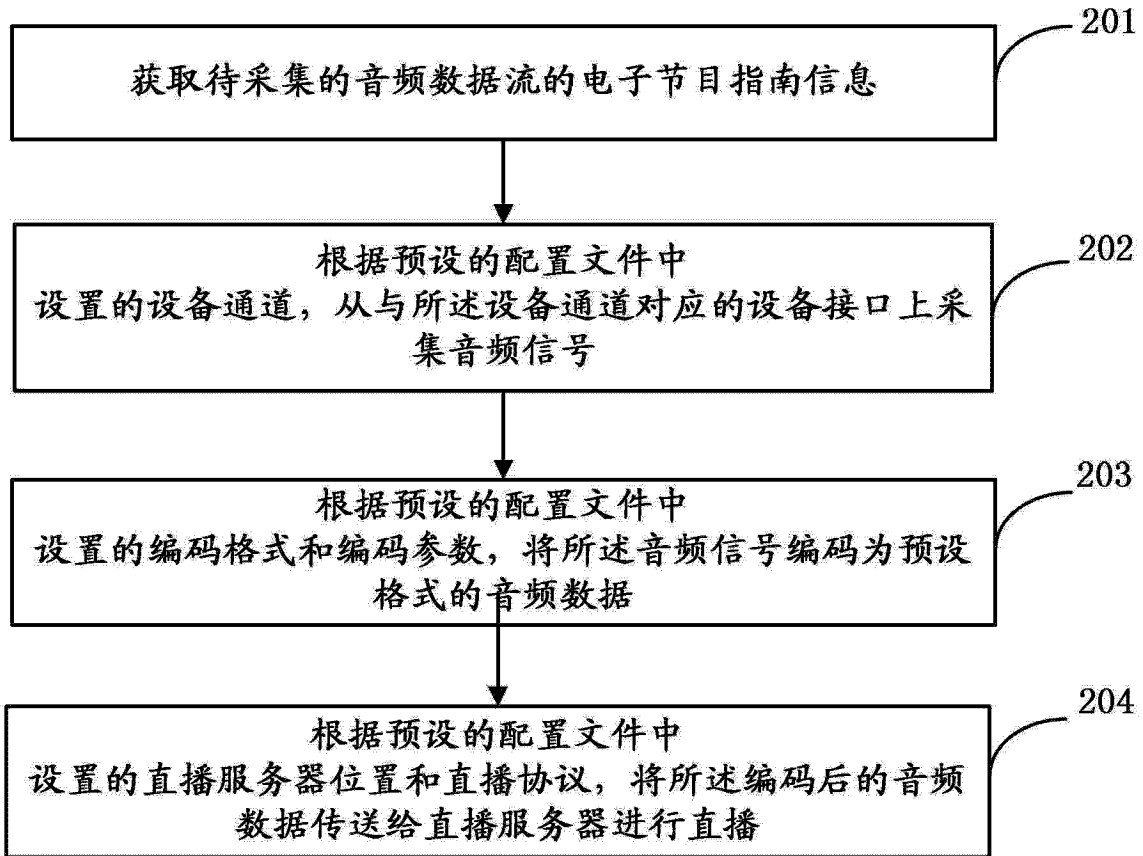 201
获取待采集的音频数据流的电子节目指南信息
202
根据预设的配置文件中
设置的设备通道，从与所述设备通道对应的设备接口上采
集音频信号
203
根据预设的配置文件中
设置的编码格式和编码参数，将所述音频信号编码为预设
格式的音频数据
204
根据预设的配置文件中
设置的直播服务器位置和直播协议，将所述编码后的音频
数据传送给直播服务器进行直播